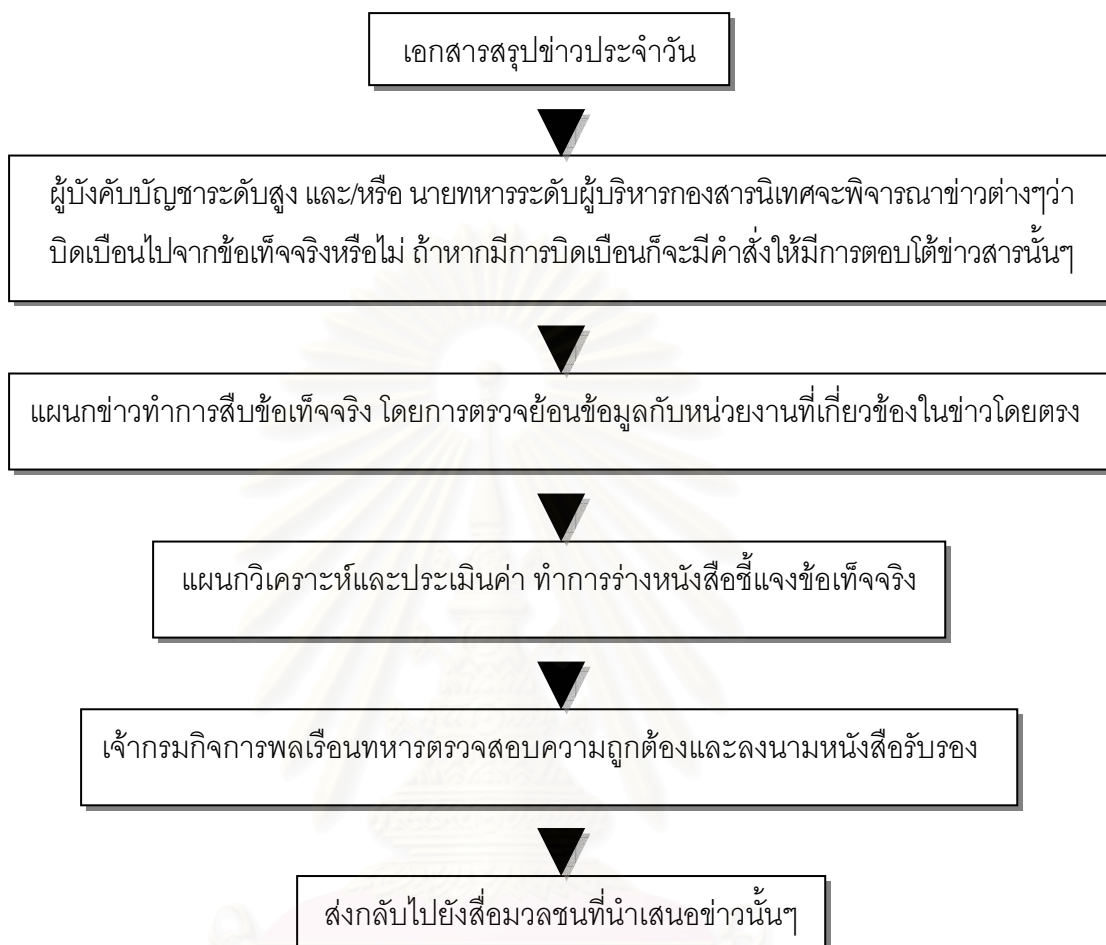 เอกสารสรุปข่าวประจำวัน
ผู้บังคับบัญชาระดับสูง และ/หรือ นายทหารระดับผู้บริหารกองสารนิเทศจะพิจารณาข่าวต่างๆว่า
บิดเบือนไปจากข้อเท็จจริงหรือไม่ ถ้าหากมีการบิดเบือนก็จะมีคำสั่งให้มีการตอบโต้ข่าวสารนั้นๆ
แผนกข่าวทำการสืบข้อเท็จจริง โดยการตรวจย้อนข้อมูลกับหน่วยงานที่เกี่ยวข้องในข่าวโดยตรง
แผนกวิเคราะห์และประเมินค่า ทำการร่างหนังสือชี้แจงข้อเท็จจริง
เจ้ากรมกิจการพลเรือนทหารตรวจสอบความถูกต้องและลงนามหนังสือรับรอง
ส่งกลับไปยังสื่อมวลชนที่นำเสนอข่าวนั้นๆ